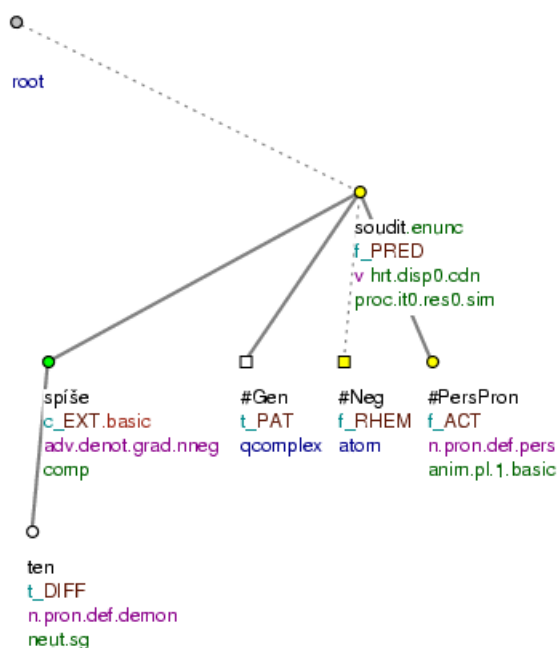 root
soudit.enunc
f_PRED
v hrt.disp0.cdn
proc.it0.res0.sim
spíše
c_EXT.basic
adv.denot.grad.nneg
comp
#Gen
t_PAT
qcomplex
#Neg
f_RHEM
atom
#PersPron
f_ACT
n.pron.def.pers
anim.pl.1.basic
ten
t_DIFF
n.pron.def.demon
neut.sg